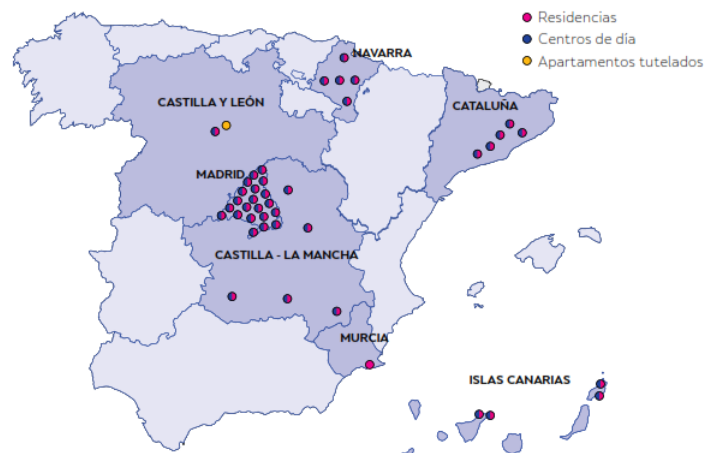 Residencias
Centros de día
Apartamentos tutelados
NAVARRA
CASTILLA Y LEÓN
CATALUÑA
MADRID
CASTILLA - LA MANCHA
MURCIA
ISLAS CANARIAS